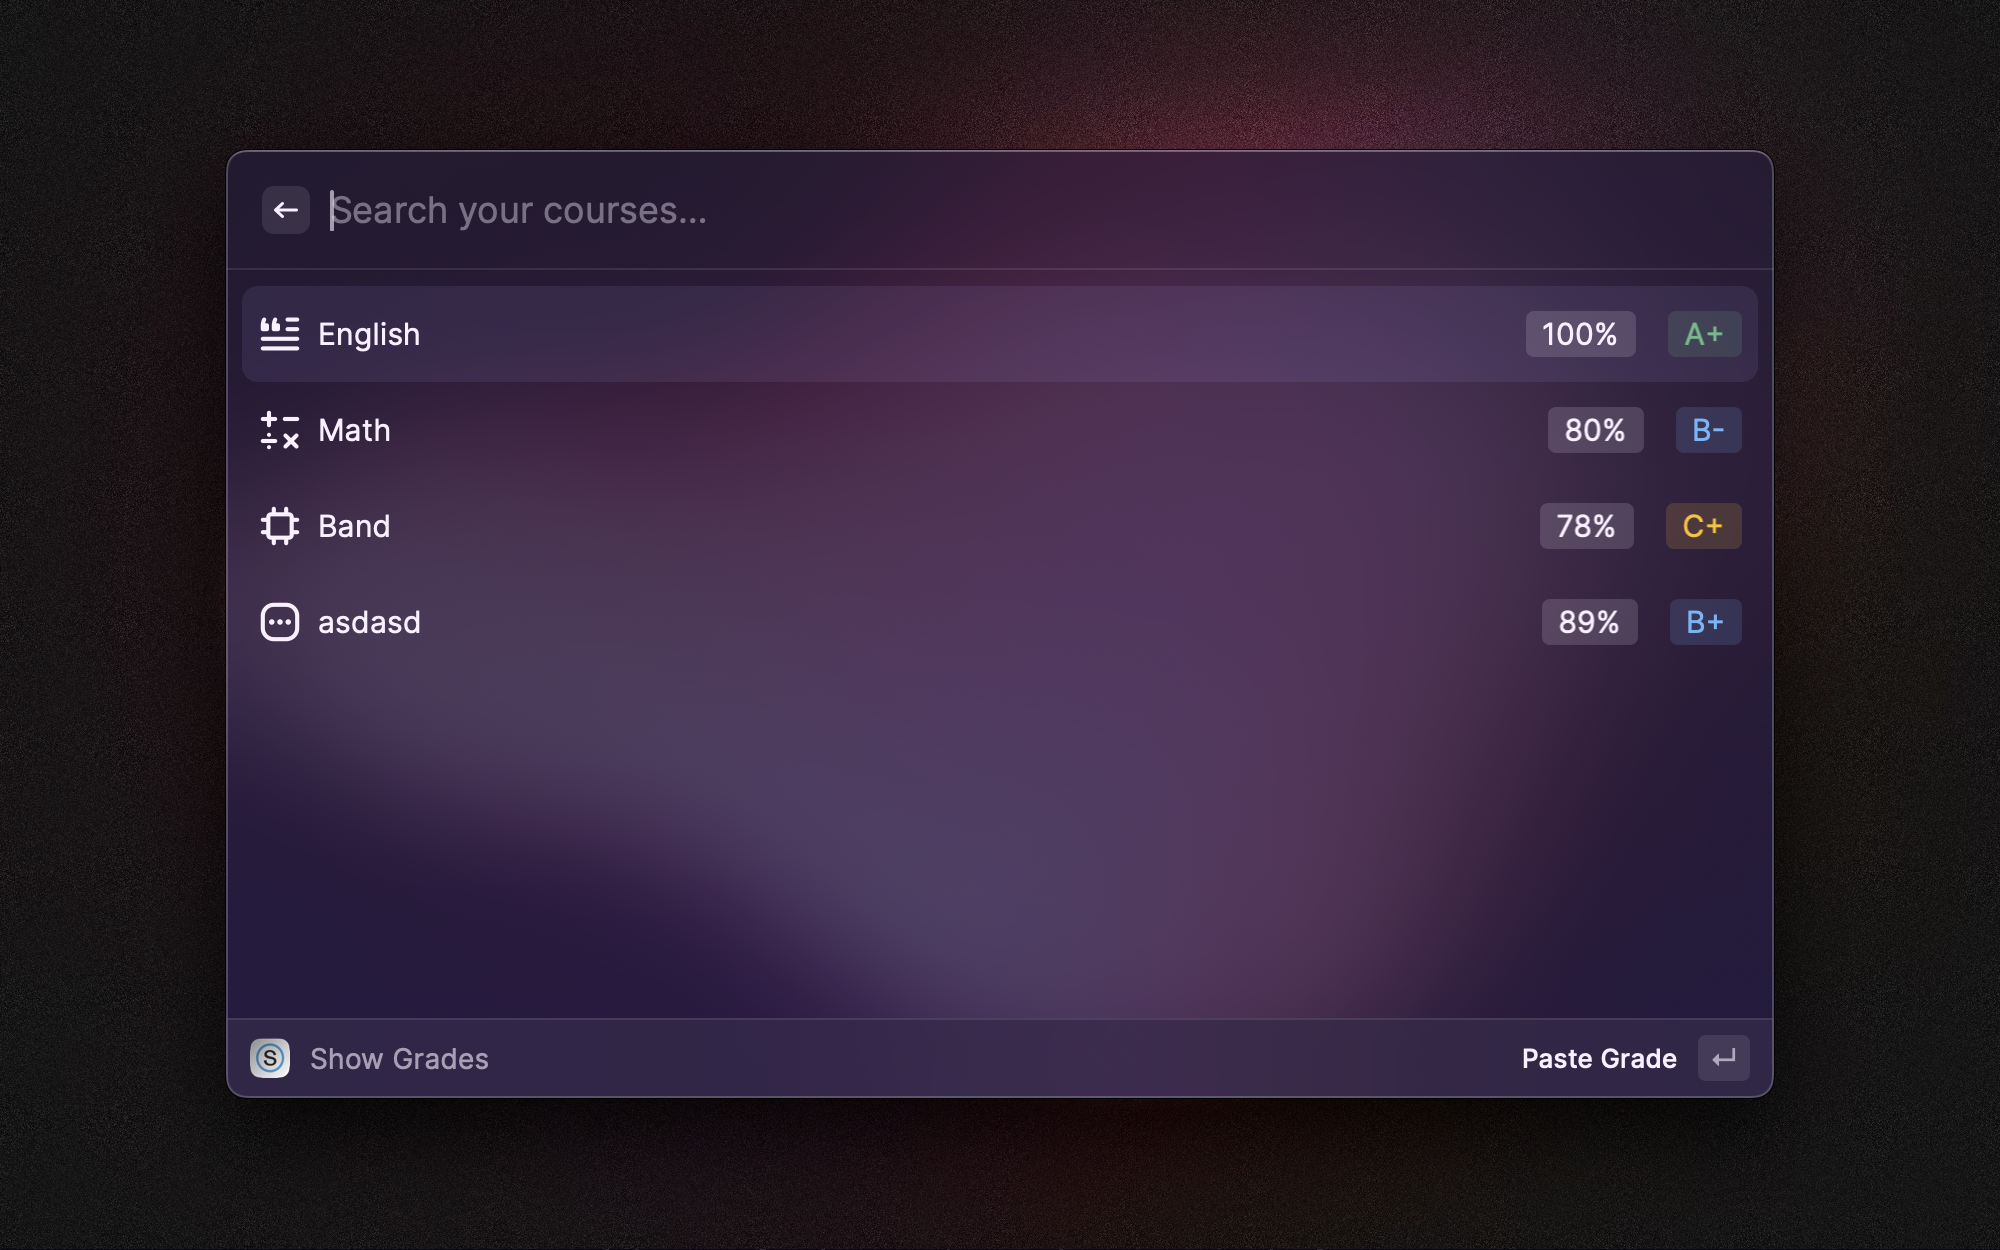 Search your courses...
English 100% A+
Math 80% B-
Band 78% C+
asdasd 89% B+
S Show Grades Paste Grade